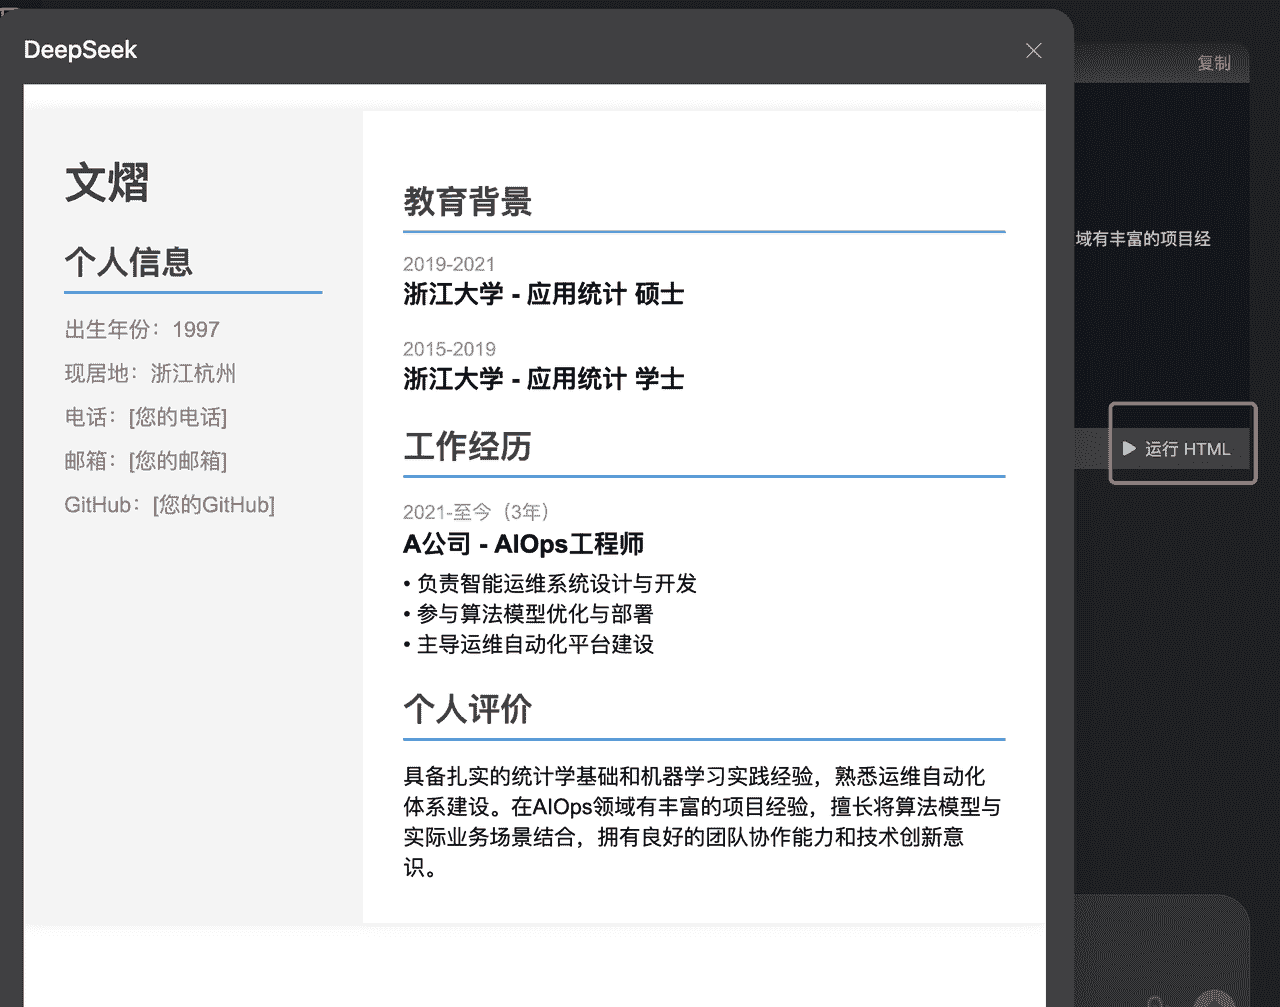 DeepSeek
复制
文熠
个人信息
出生年份：1997
现居地：浙江杭州
电话：[您的电话]
邮箱：[您的邮箱]
GitHub：[您的GitHub]
教育背景
2019-2021
浙江大学 - 应用统计 硕士
2015-2019
浙江大学 - 应用统计 学士
工作经历
2021-至今（3年）
A公司 - AIOps工程师
• 负责智能运维系统设计与开发
• 参与算法模型优化与部署
• 主导运维自动化平台建设
个人评价
具备扎实的统计学基础和机器学习实践经验，熟悉运维自动化
体系建设。在AIOps领域有丰富的项目经验，擅长将算法模型与
实际业务场景结合，拥有良好的团队协作能力和技术创新意
识。
域有丰富的项目经
运行 HTML